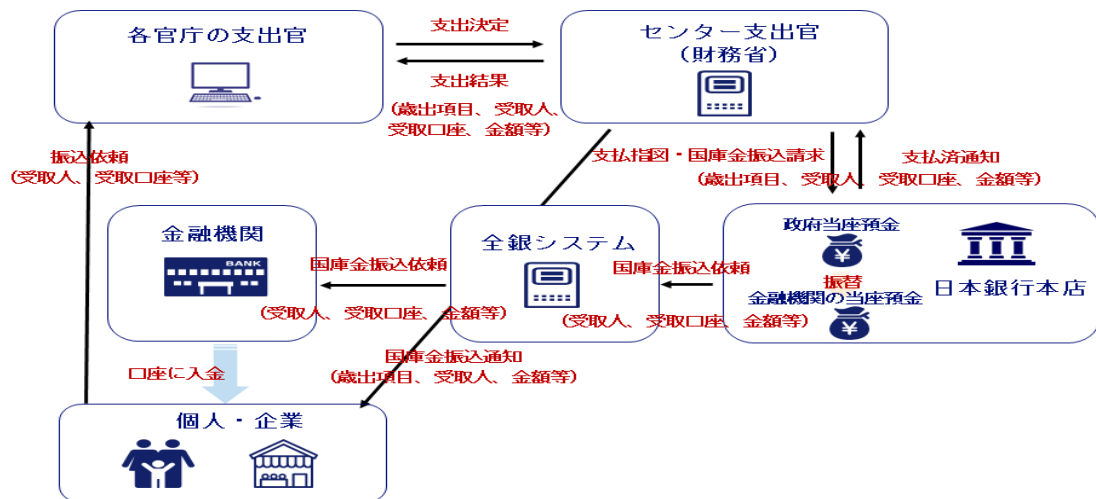 各官庁の支出官
支出決定
支出結果
(歳出項目、受取人、
受取口座、金額等)
センター支出官
(財務省)
振込依頼
(受取人、受取口座等)
支払指図・国庫金振込請求
(歳出項目、受取人、受取口座、金額等)
支払済通知
金融機関
BANK
国庫金振込依頼
(受取人、受取口座、金額等)
全銀システム
国庫金振込依頼
(受取人、受取口座、金額等)
政府当座預金
¥
振替
金融機関の当座預金
¥
日本銀行本店
口座に入金
国庫金振込通知
(歳出項目、受取人、金額等)
個人・企業